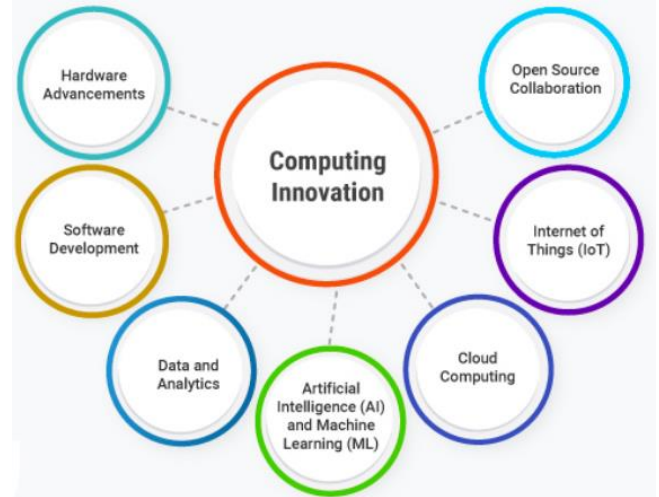 Computing
Innovation
Hardware
Advancements
Software
Development
Data and
Analytics
Artificial
Intelligence (AI)
and Machine
Learning (ML)
Cloud
Computing
Internet of
Things (IoT)
Open Source
Collaboration